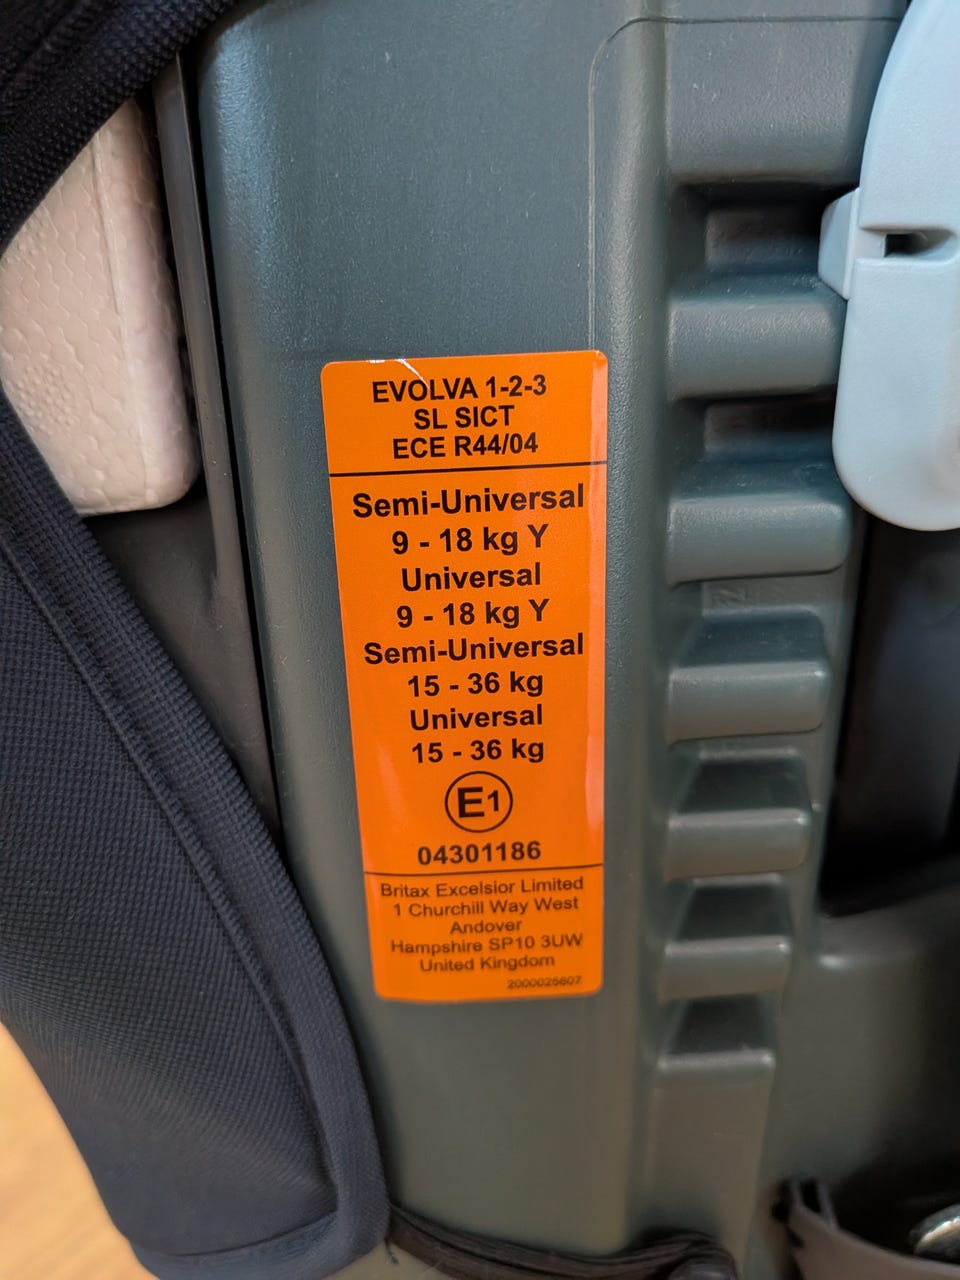 EVOLVA 1-2-3
SL SICT
ECE R44/04
Semi-Universal
9 - 18 kg Y
Universal
9 - 18 kg Y
Semi-Universal
15 - 36 kg
Universal
15 - 36 kg
E1
04301186
Britax Excelsior Limited
1 Churchill Way West
Andover
Hampshire SP10 3UW
United Kingdom
2000025607